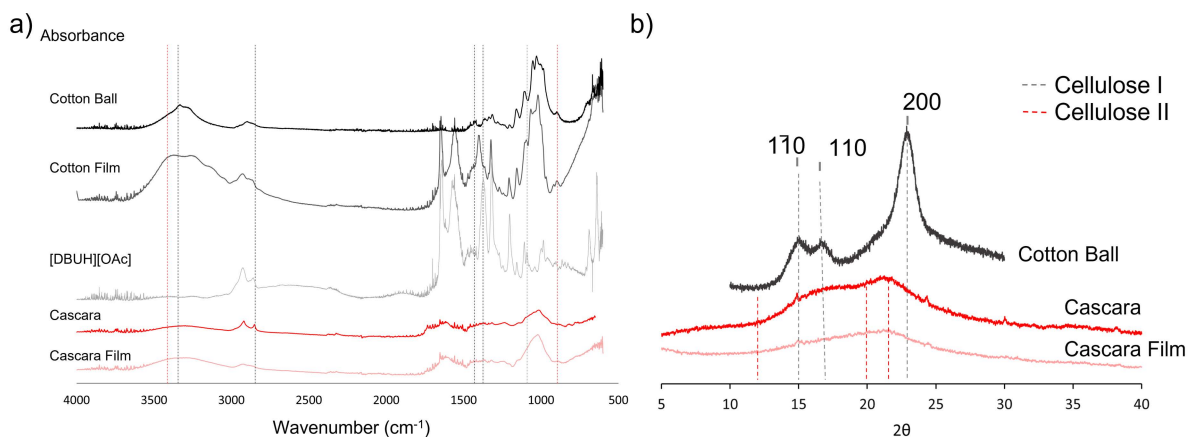 a)
Absorbance
Cotton Ball
Cotton Film
[DBUH][OAc]
Cascara
Cascara Film
4000 3500 3000 2500 2000 1500 1000 500
Wavenumber (cm⁻¹)
b)
Cellulose I
Cellulose II
200
11̄0
110
Cotton Ball
Cascara
Cascara Film
5 10 15 20 25 30 35 40
2θ